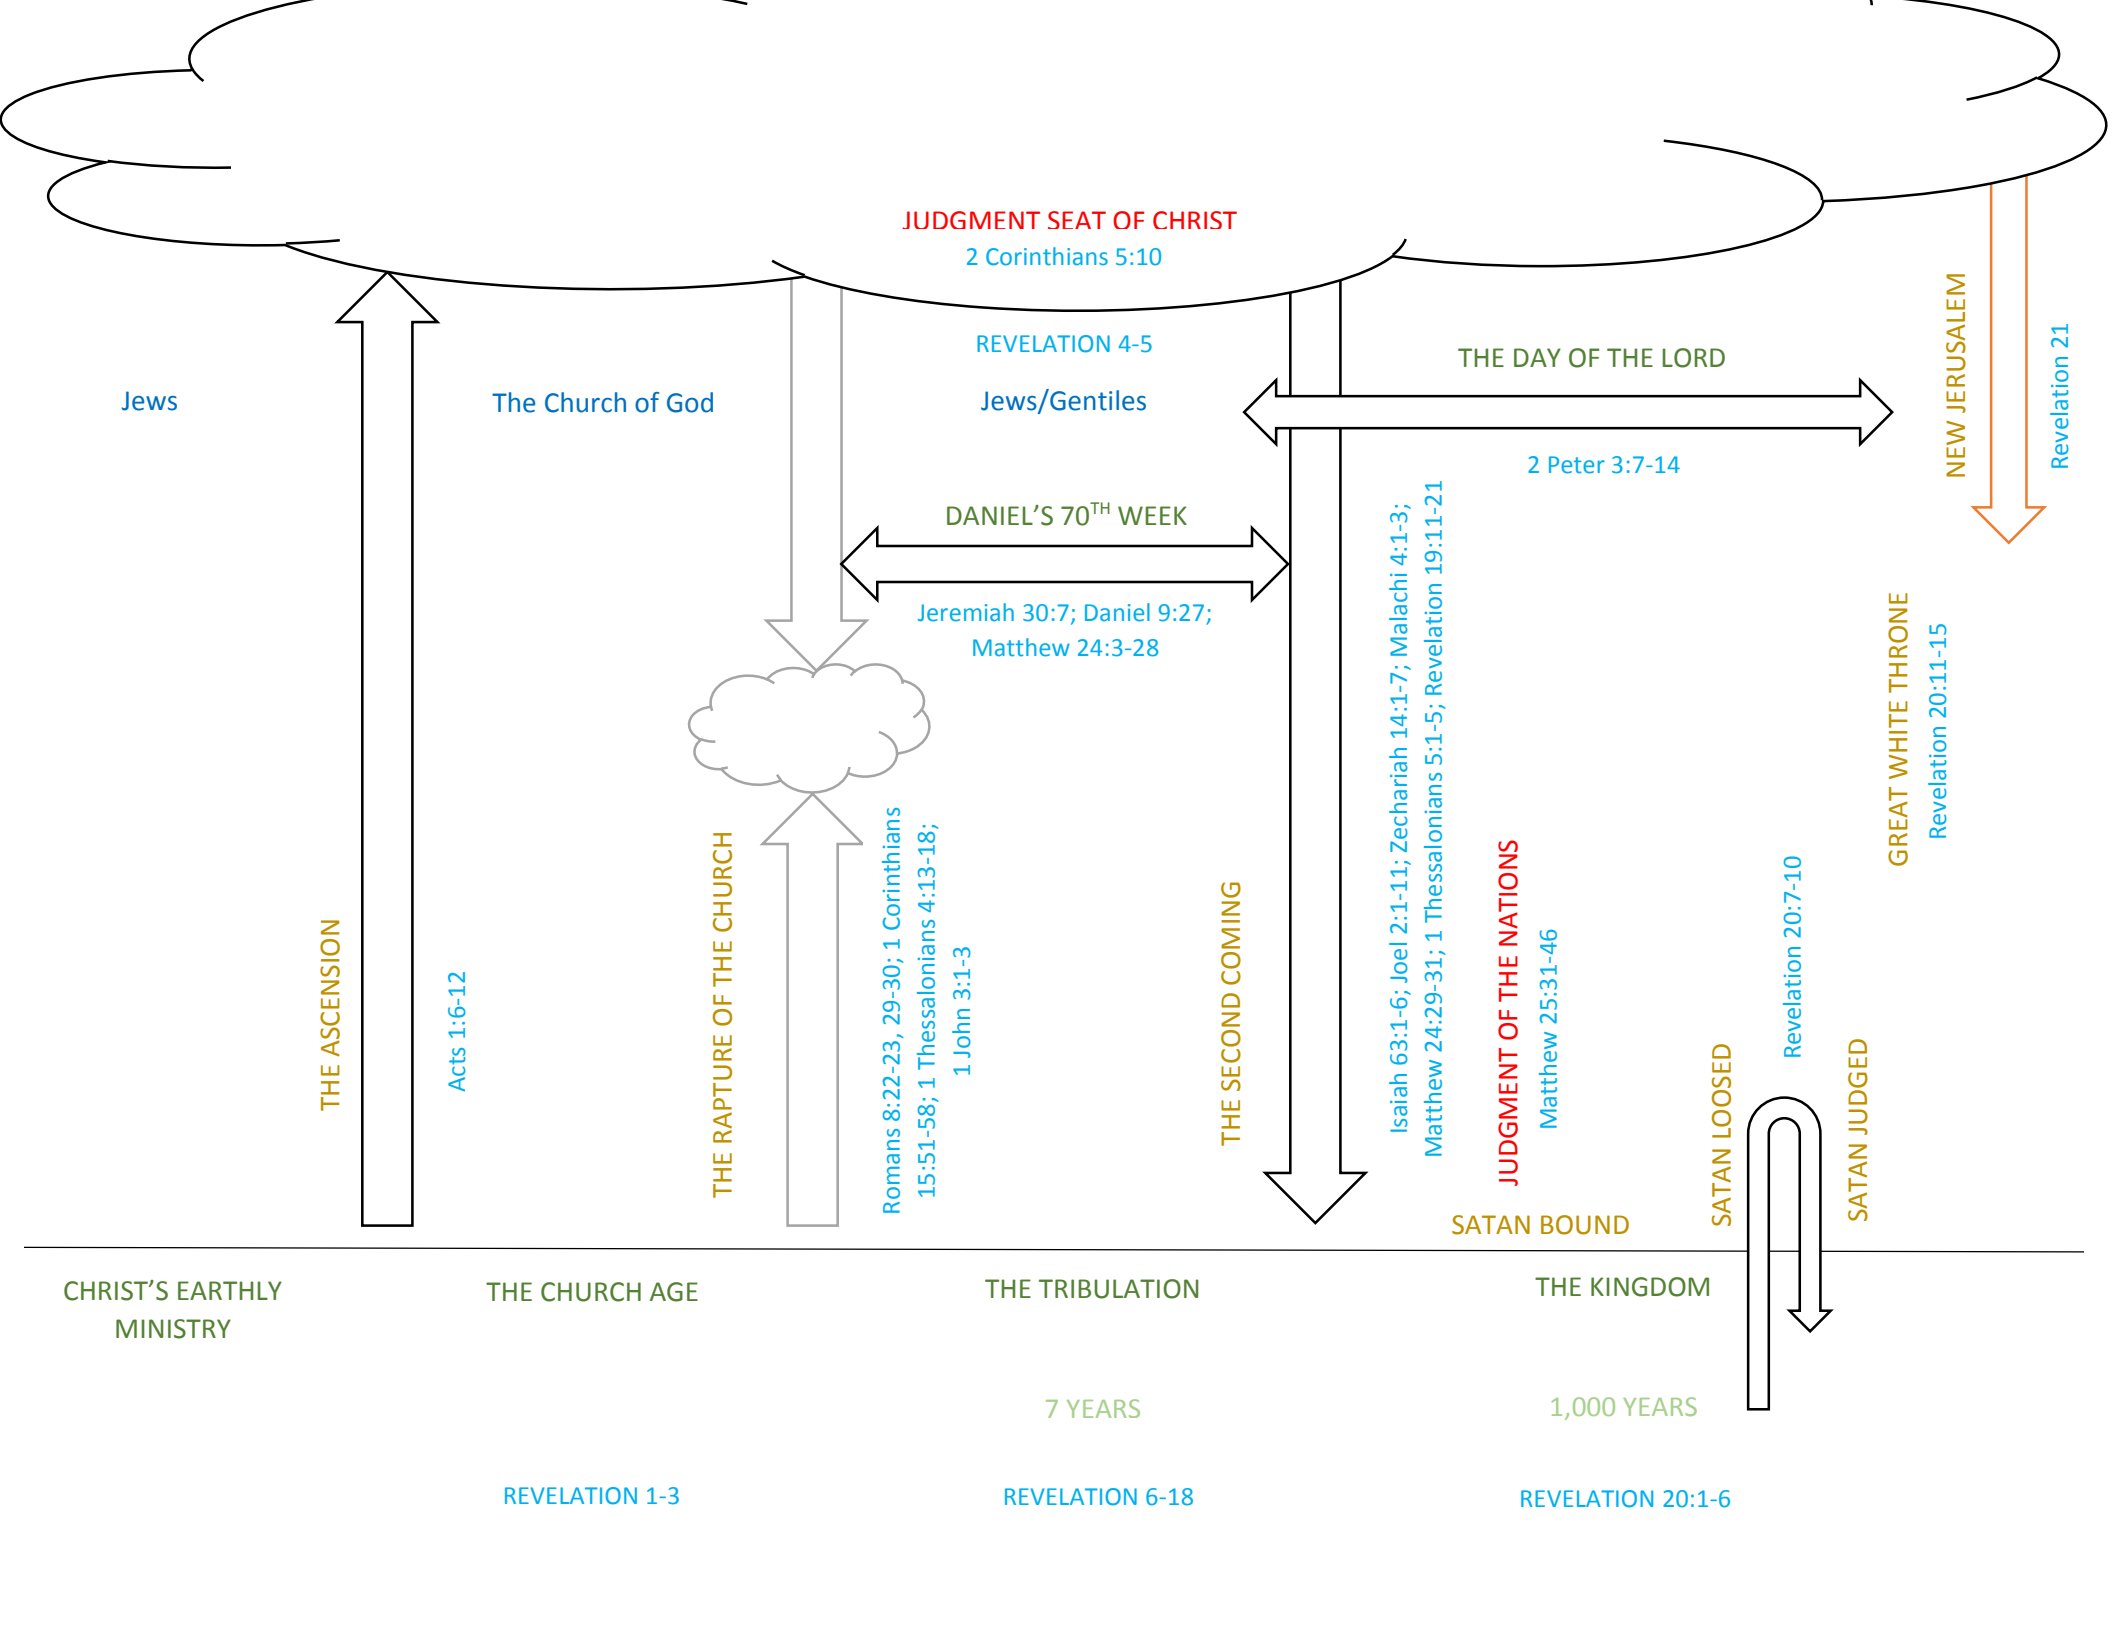 JUDGMENT SEAT OF CHRIST
2 Corinthians 5:10
REVELATION 4-5
Jews
The Church of God
Jews/Gentiles
THE DAY OF THE LORD
2 Peter 3:7-14
NEW JERUSALEM
Revelation 21
DANIEL’S 70TH WEEK
Jeremiah 30:7; Daniel 9:27;
Matthew 24:3-28
THE ASCENSION
Acts 1:6-12
THE RAPTURE OF THE CHURCH
Romans 8:22-23, 29-30; 1 Corinthians
15:51-58; 1 Thessalonians 4:13-18;
1 John 3:1-3
THE SECOND COMING
Isaiah 63:1-6; Joel 2:1-11; Zechariah 14:1-7; Malachi 4:1-3;
Matthew 24:29-31; 1 Thessalonians 5:1-5; Revelation 19:11-21
JUDGMENT OF THE NATIONS
Matthew 25:31-46
SATAN BOUND
SATAN LOOSED
Revelation 20:7-10
SATAN JUDGED
GREAT WHITE THRONE
Revelation 20:11-15
CHRIST’S EARTHLY
MINISTRY
THE CHURCH AGE
THE TRIBULATION
THE KINGDOM
7 YEARS
1,000 YEARS
REVELATION 1-3
REVELATION 6-18
REVELATION 20:1-6